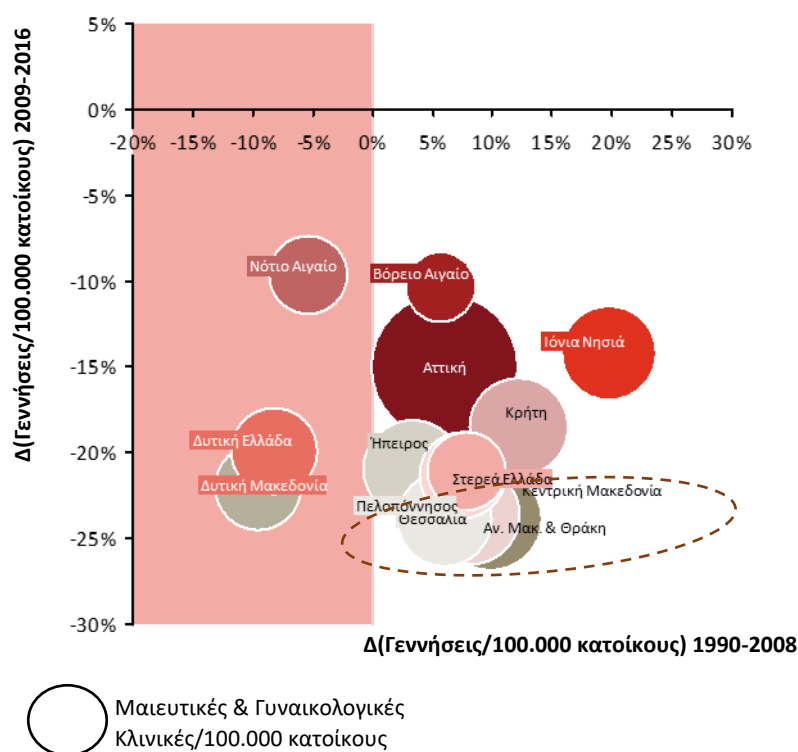 Δ(Γεννήσεις/100.000 κατοίκους) 2009-2016
5%
0%
-20% -15% -10% -5% 0% 5% 10% 15% 20% 25% 30%
-5%
Νότιο Αιγαίο
Βόρειο Αιγαίο
-10%
Ιόνια Νησιά
-15%
Αττική
Κρήτη
Δυτική Ελλάδα
Ήπειρος
-20%
Στερεά Ελλάδα
Δυτική Μακεδονία
Κεντρική Μακεδονία
Πελοπόννησος
Θεσσαλία
Αν. Μακ. & Θράκη
-25%
-30%
Δ(Γεννήσεις/100.000 κατοίκους) 1990-2008
Μαιευτικές & Γυναικολογικές
Κλινικές/100.000 κατοίκους